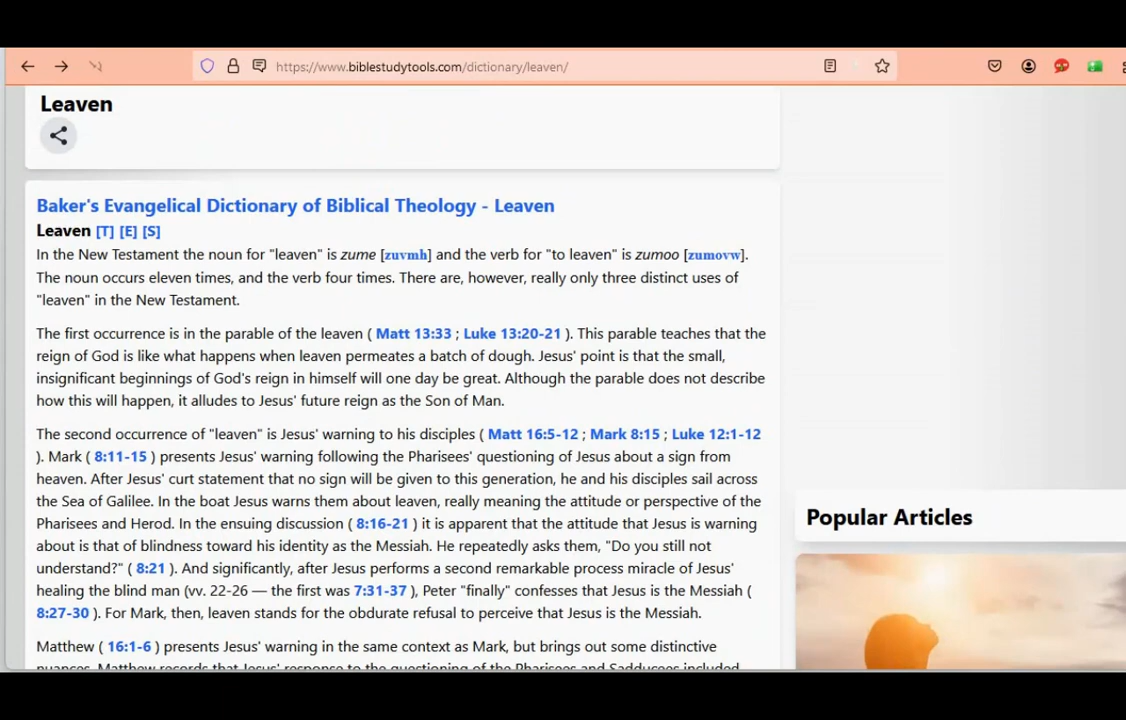 https://www.biblestudytools.com/dictionary/leaven/
Leaven
Baker's Evangelical Dictionary of Biblical Theology - Leaven
Leaven [T] [E] [S]
In the New Testament the noun for "leaven" is zume [zuvmh] and the verb for "to leaven" is zumoo [zumovw].
The noun occurs eleven times, and the verb four times. There are, however, really only three distinct uses of
"leaven" in the New Testament.
The first occurrence is in the parable of the leaven ( Matt 13:33 ; Luke 13:20-21 ). This parable teaches that the
reign of God is like what happens when leaven permeates a batch of dough. Jesus' point is that the small,
insignificant beginnings of God's reign in himself will one day be great. Although the parable does not describe
how this will happen, it alludes to Jesus' future reign as the Son of Man.
The second occurrence of "leaven" is Jesus' warning to his disciples ( Matt 16:5-12 ; Mark 8:15 ; Luke 12:1-12
). Mark ( 8:11-15 ) presents Jesus' warning following the Pharisees' questioning of Jesus about a sign from
heaven. After Jesus' curt statement that no sign will be given to this generation, he and his disciples sail across
the Sea of Galilee. In the boat Jesus warns them about leaven, really meaning the attitude or perspective of the
Pharisees and Herod. In the ensuing discussion ( 8:16-21 ) it is apparent that the attitude that Jesus is warning
about is that of blindness toward his identity as the Messiah. He repeatedly asks them, "Do you still not
understand?" ( 8:21 ). And significantly, after Jesus performs a second remarkable process miracle of Jesus'
healing the blind man (vv. 22-26 — the first was 7:31-37 ), Peter "finally" confesses that Jesus is the Messiah (
8:27-30 ). For Mark, then, leaven stands for the obdurate refusal to perceive that Jesus is the Messiah.
Matthew ( 16:1-6 ) presents Jesus' warning in the same context as Mark, but brings out some distinctive
nuances. Matthew records that Jesus' response to the questioning of the Pharisees and Sadducees included
Popular Articles